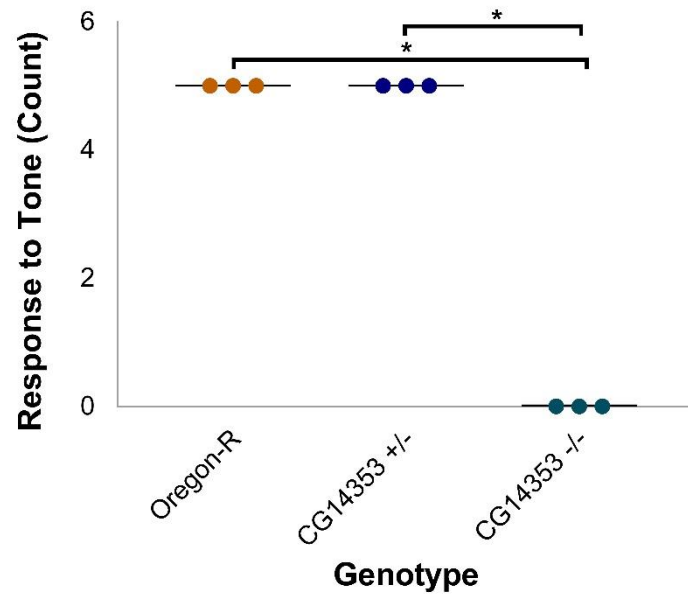 6
*
*
4
2
0
Response to Tone (Count)
Oregon-R
CG14353 +/-
CG14353 -/-
Genotype